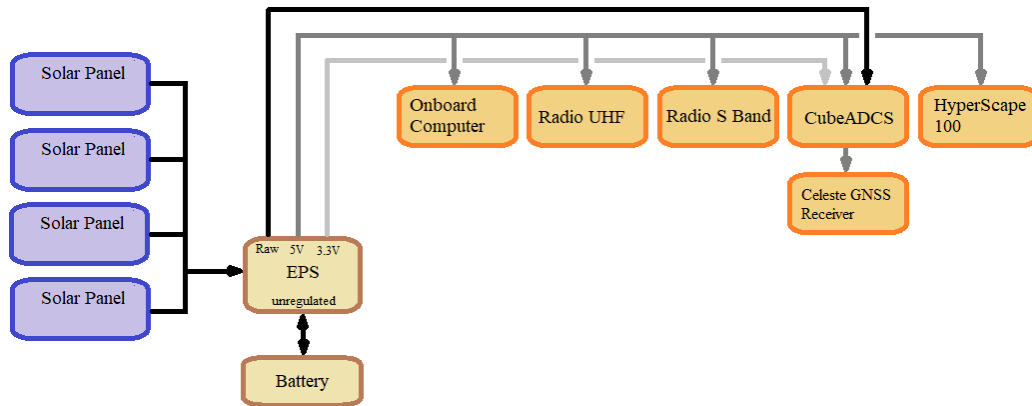 Solar Panel
Solar Panel
Solar Panel
Solar Panel
Onboard
Computer
Radio UHF
Radio S Band
CubeADCS
HyperScape
100
Celeste GNSS
Receiver
Raw 5V 3.3V
EPS
unregulated
Battery